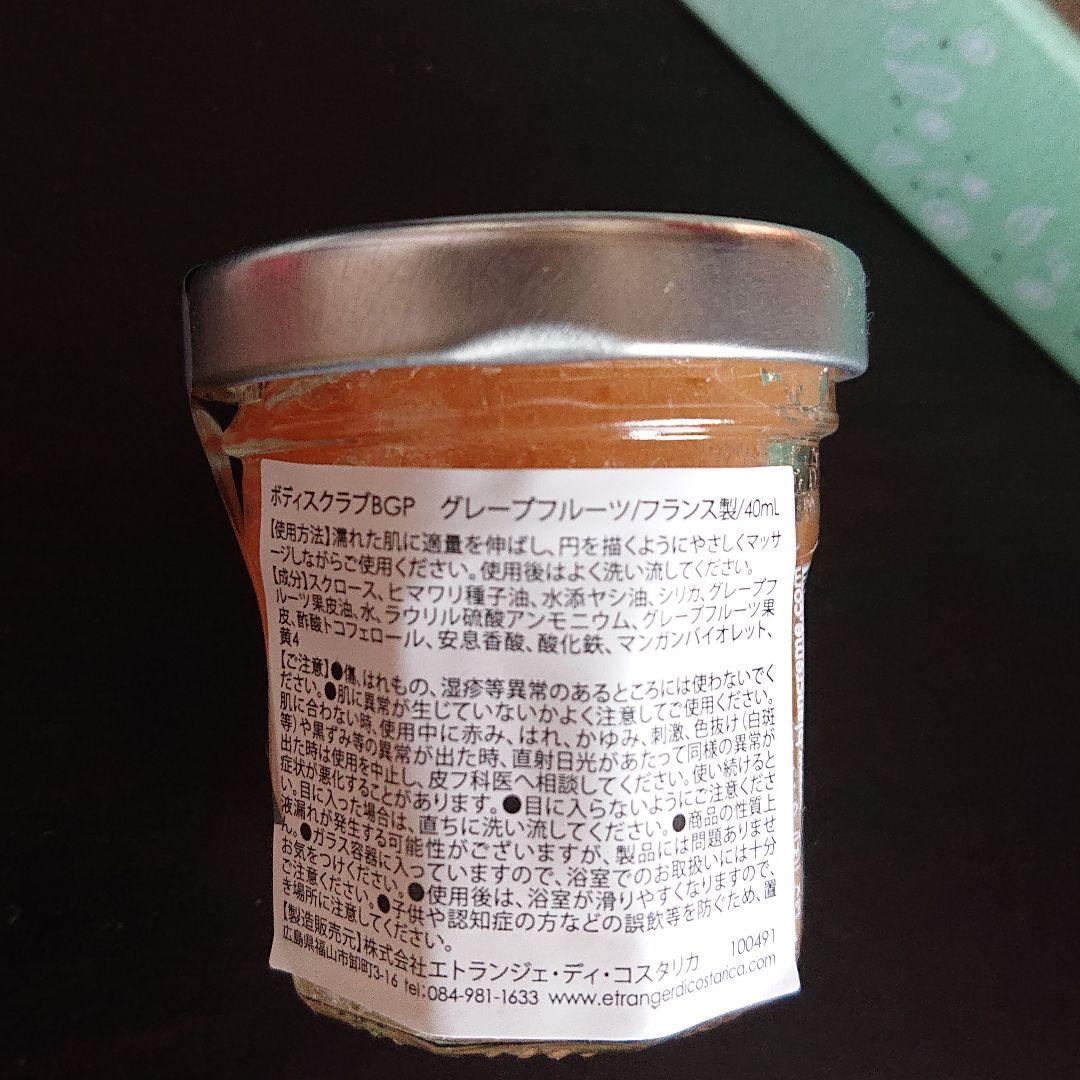 ボディスクラブBGP　グレープフルーツ/フランス製/40mL
【使用方法】濡れた肌に適量を伸ばし、円を描くようにやさしくマッサ
ージしながらご使用ください。使用後はよく洗い流してください。
【成分】スクロース、ヒマワリ種子油、水添ヤシ油、シリカ、グレープフ
ルーツ果皮油、水、ラウリル硫酸アンモニウム、グレープフルーツ果
皮、酢酸トコフェロール、安息香酸、酸化鉄、マンガンバイオレット、
黄4
【ご注意】●傷、はれもの、湿疹等異常のあるところには使わないでく
ださい。●肌に異常が生じていないかよく注意してご使用ください。
肌に合わない時、使用中に赤み、はれ、かゆみ、刺激、色抜け(白斑
等)や黒ずみ等の異常が出た時、直射日光があたって同様の異常が
出た時は使用を中止し、皮フ科医へ相談してください。使い続けると
症状が悪化することがあります。●目に入らないようにご注意くださ
い。目に入った場合は、直ちに洗い流してください。●商品の性質上
液漏れが発生する可能性がございますが、製品には問題ありませ
ん。●ガラス容器に入っていますので、浴室でのお取扱いには十分
お気をつけください。●使用後は、浴室が滑りやすくなりますので、
ご注意ください。●子供や認知症の方などの誤飲等を防ぐため、置
き場所に注意してください。
【製造販売元】株式会社エトランジェ・ディ・コスタリカ　100491
広島県福山市卸町3-16 tel:084-981-1633 www.etrangerdicostarica.com